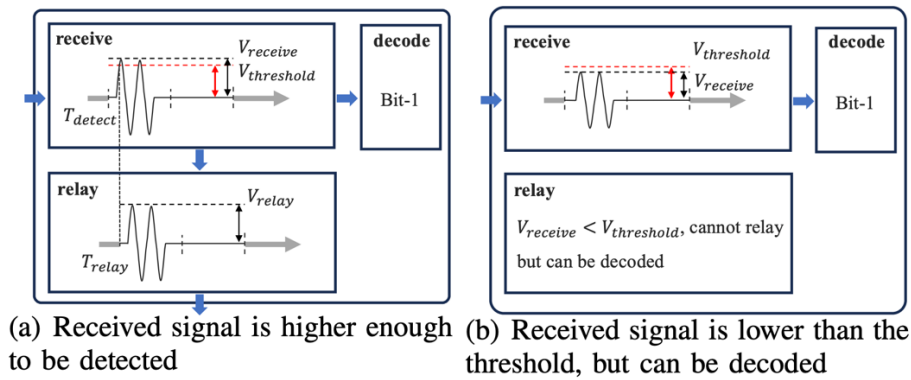 receive
V_receive
V_threshold
T_detect
decode
Bit-1
relay
V_relay
T_relay
(a) Received signal is higher enough
to be detected
receive
V_threshold
V_receive
decode
Bit-1
relay
V_receive < V_threshold, cannot relay
but can be decoded
(b) Received signal is lower than the
threshold, but can be decoded